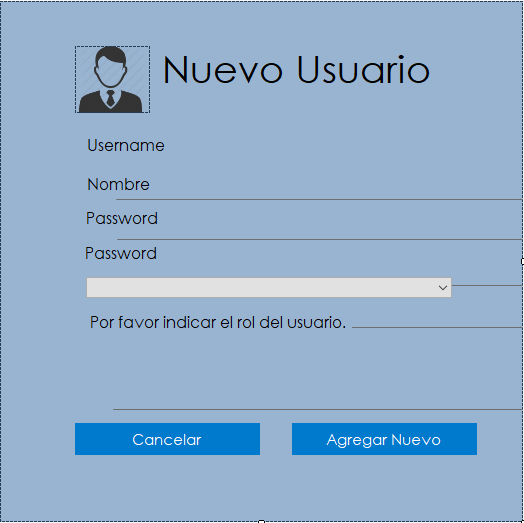 Nuevo Usuario
Username
Nombre
Password
Password
Por favor indicar el rol del usuario.
Cancelar
Agregar Nuevo